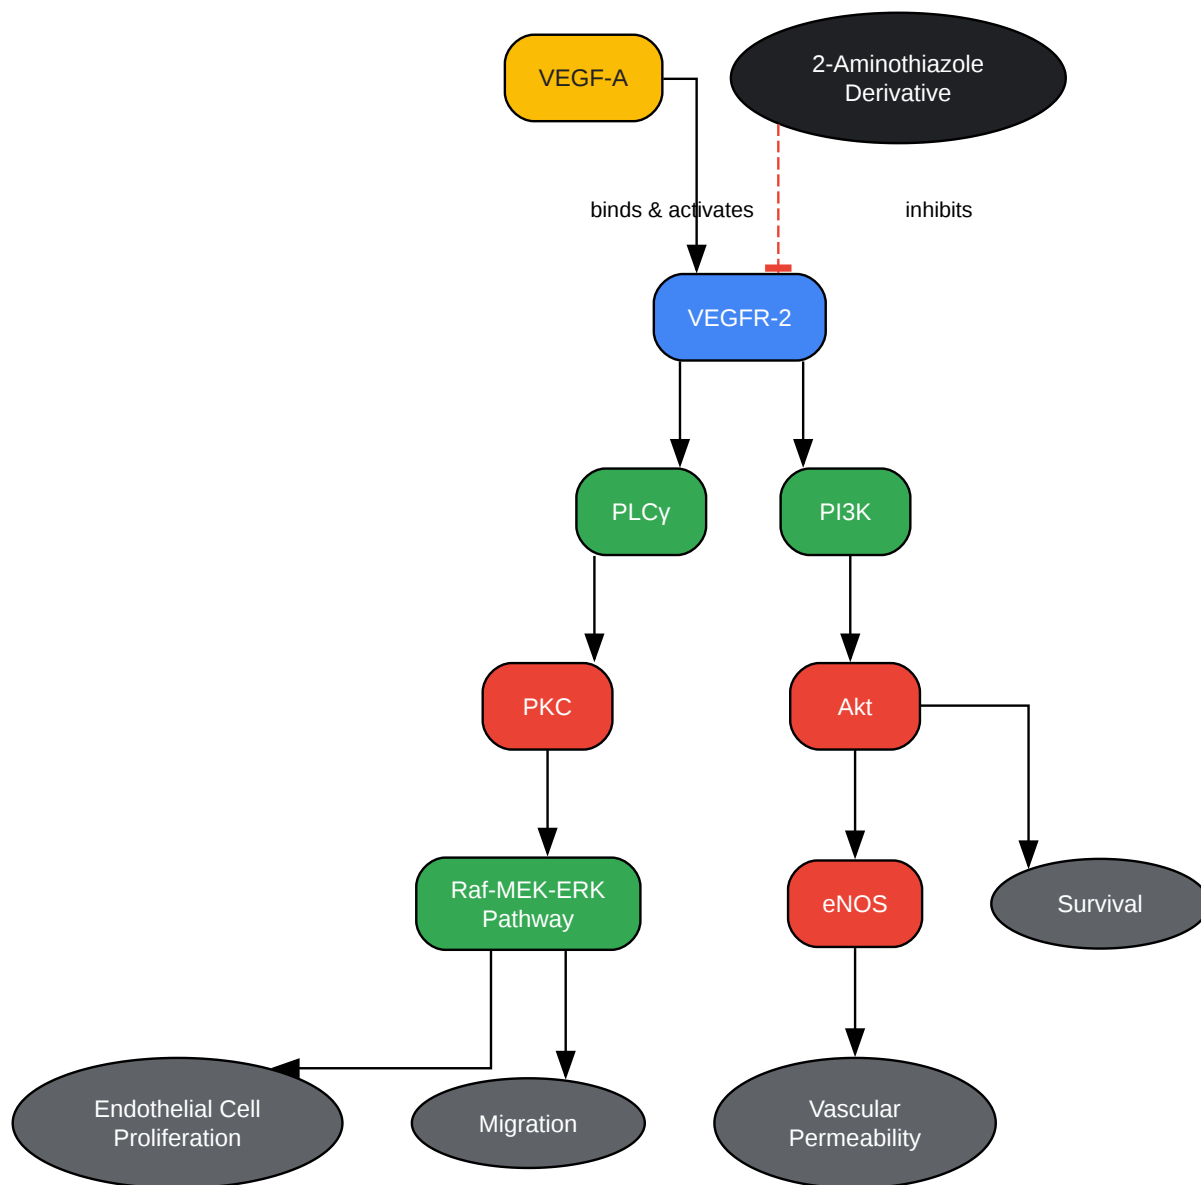 VEGF-A
2-Aminothiazole
Derivative
binds & activates
inhibits
VEGFR-2
PLCγ
PI3K
PKC
Akt
Raf-MEK-ERK
Pathway
eNOS
Survival
Endothelial Cell
Proliferation
Migration
Vascular
Permeability